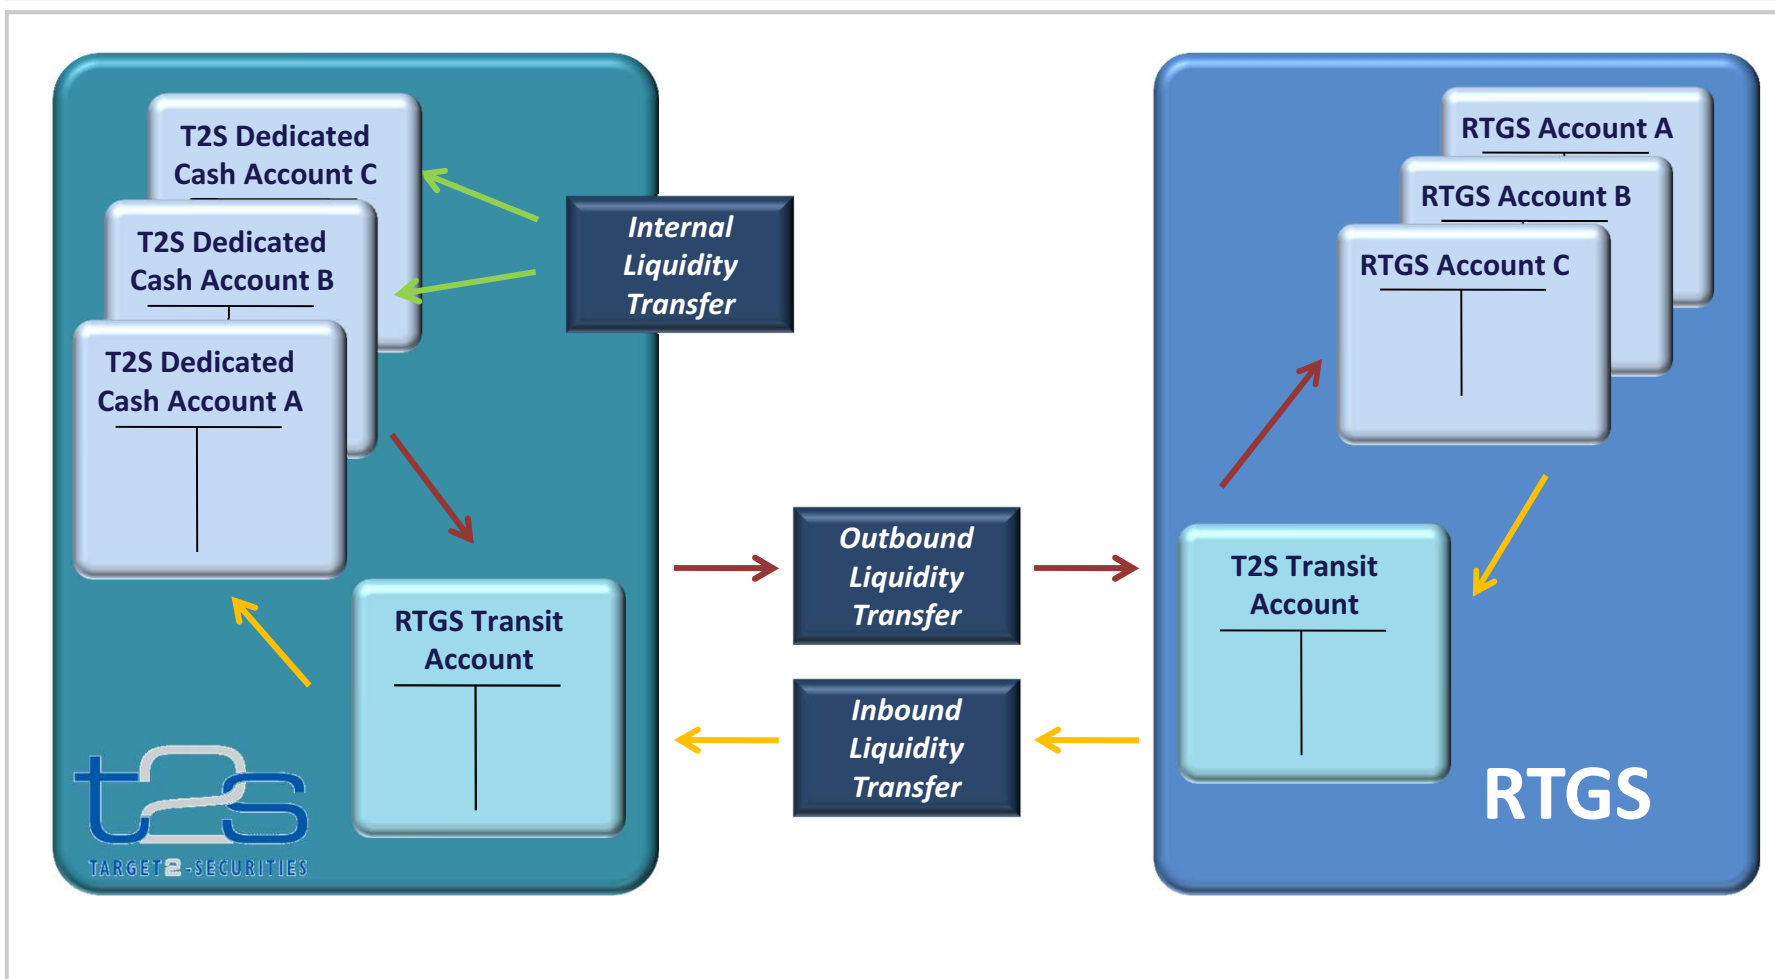 T2S Dedicated
Cash Account C
T2S Dedicated
Cash Account B
T2S Dedicated
Cash Account A
Internal
Liquidity
Transfer
RTGS Transit
Account
t2s
TARGET2-SECURITIES
Outbound
Liquidity
Transfer
Inbound
Liquidity
Transfer
RTGS Account A
RTGS Account B
RTGS Account C
T2S Transit
Account
RTGS